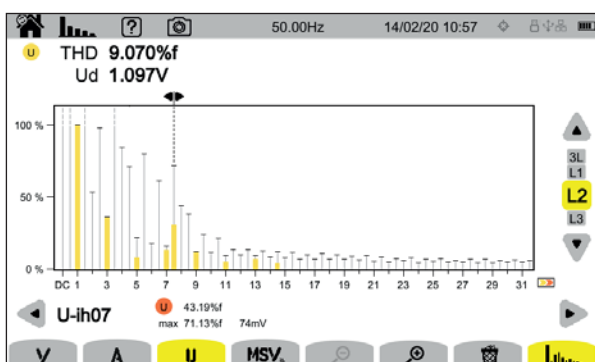 ? 50.00Hz 14/02/20 10:57
U THD 9.070%f
Ud 1.097V
100 %
3L
L1
50 %
L2
L3
0 %
DC 1 3 5 7 9 11 13 15 17 19 21 23 25 27 29 31
U-ih07 U 43.19%f
max 71.13%f 74mV
V A U MSV